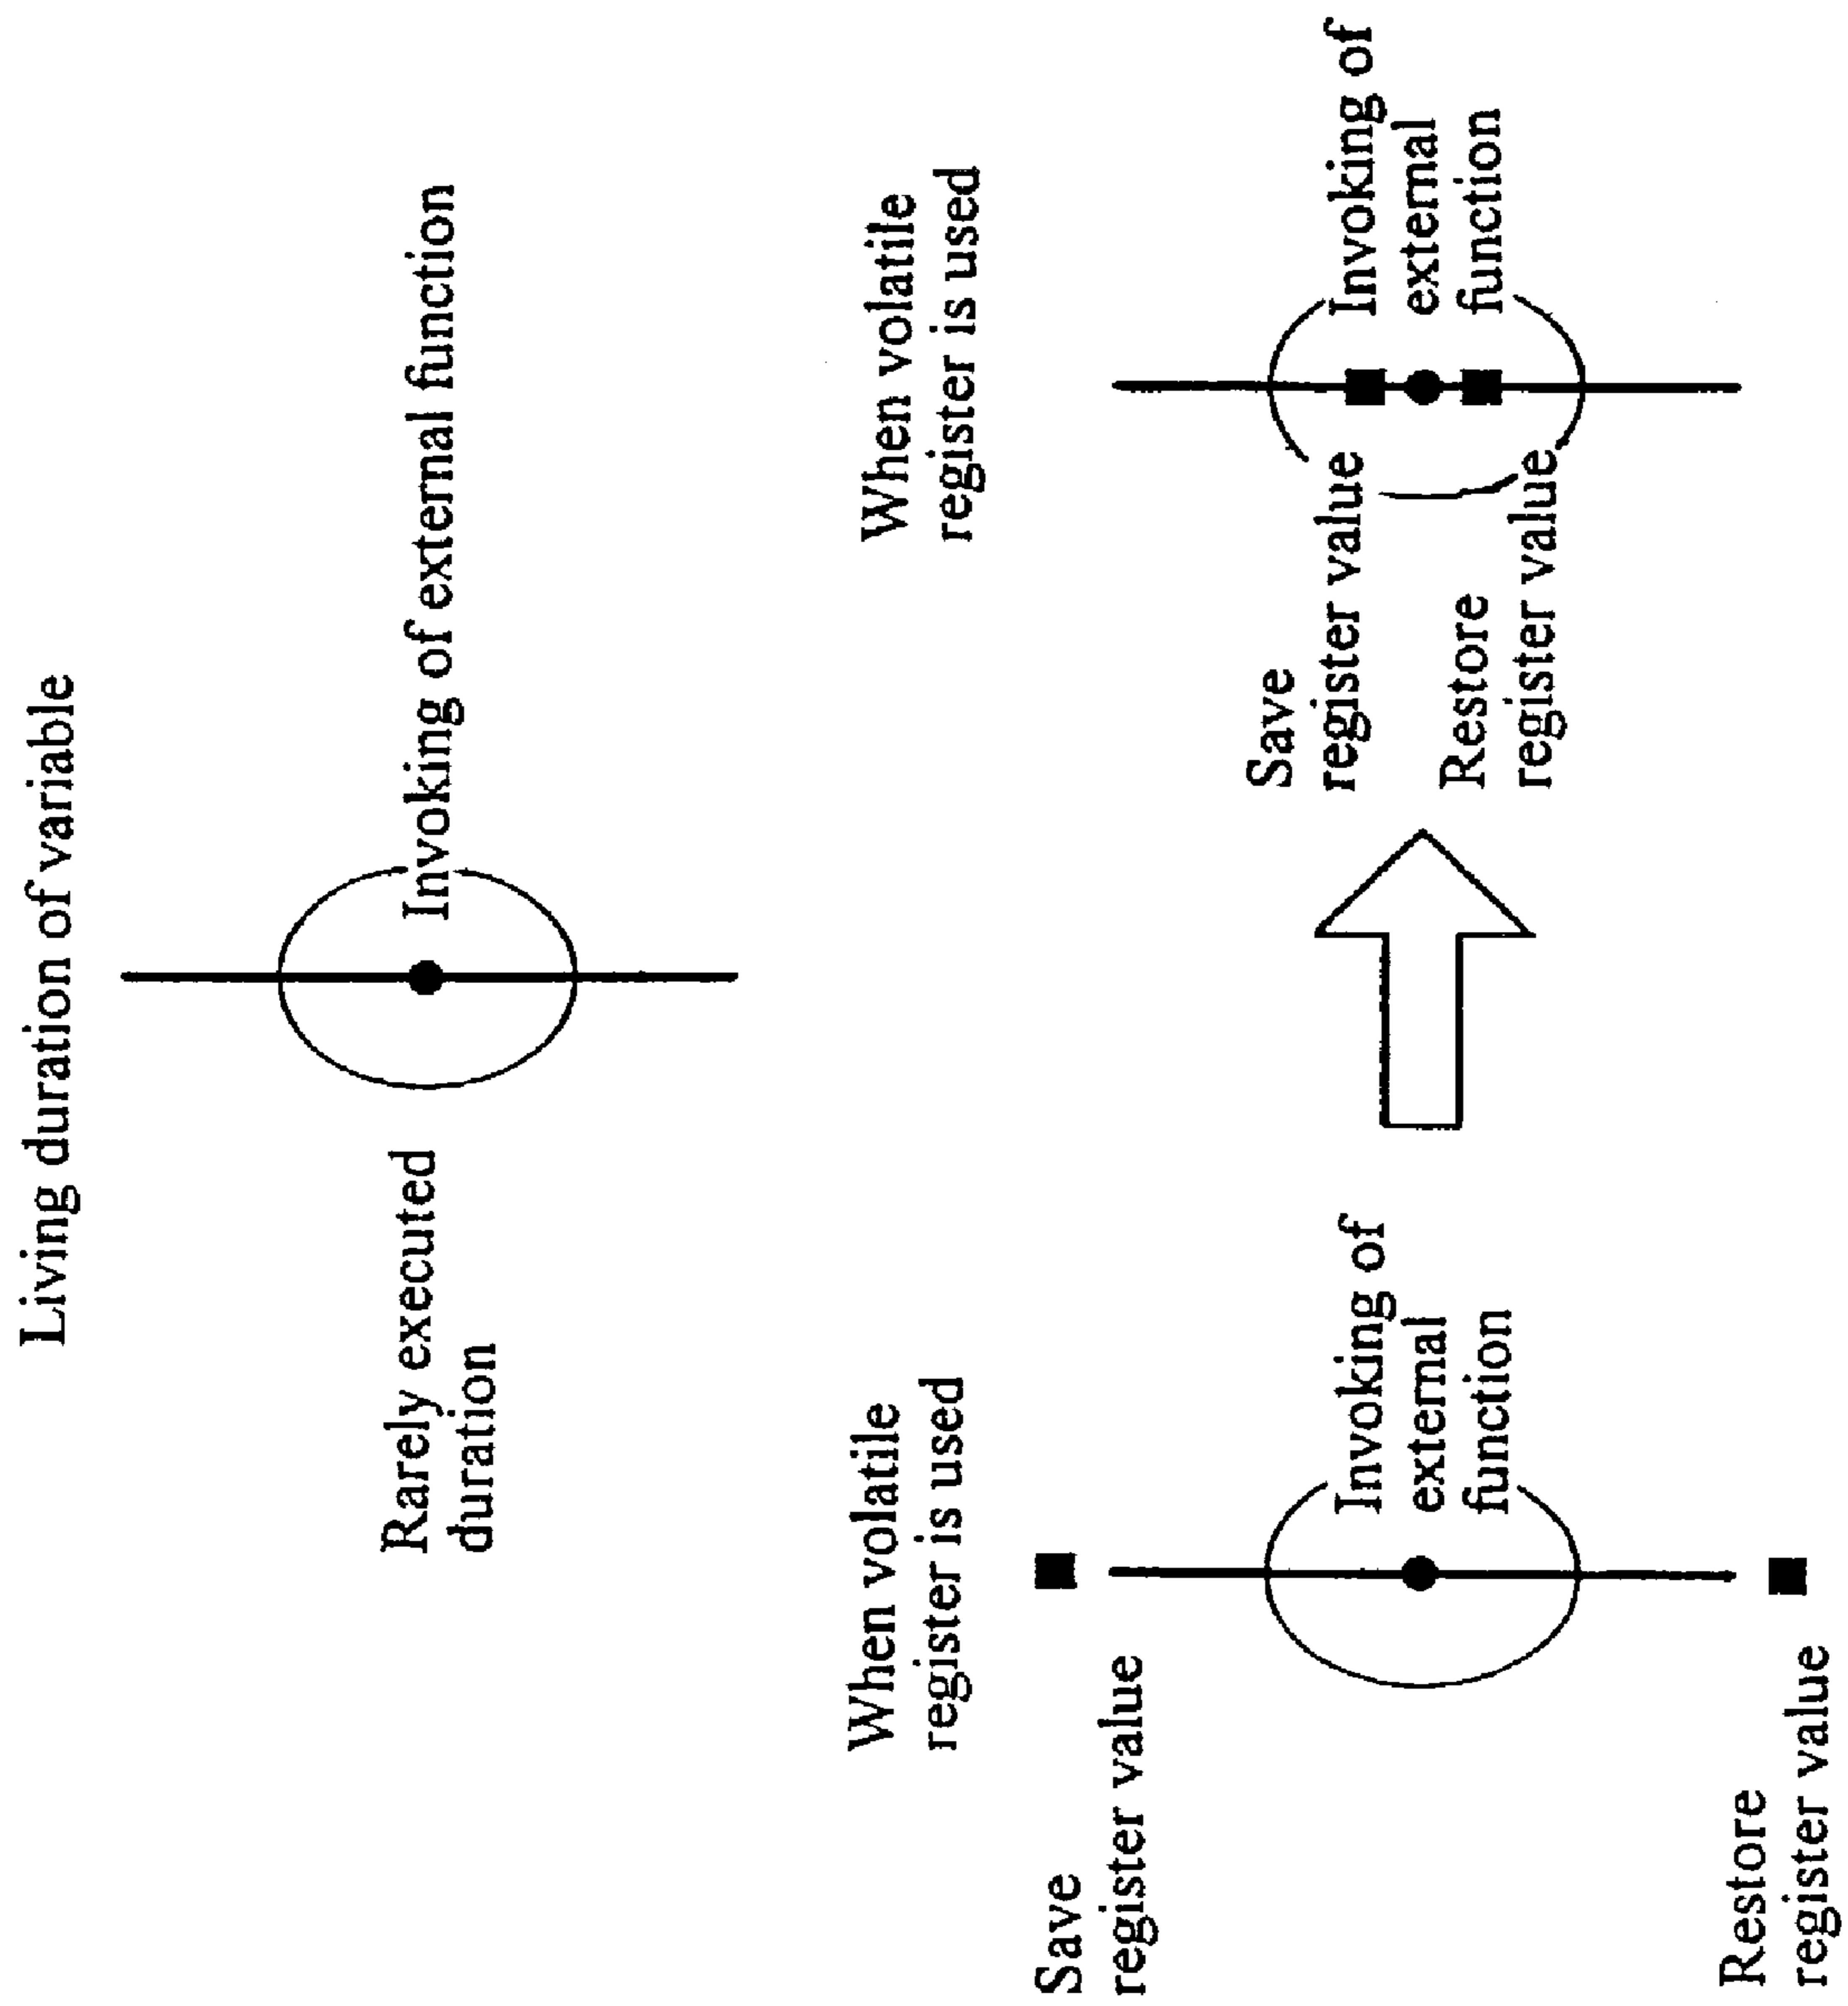 Living duration of variable
Rarely executed
duration
Invoking of external function
When volatile
register is used
Save
register value
Invoking of
external
function
Restore
register value
When volatile
register is used
Save
register value
Restore
register value
Invoking of
external
function